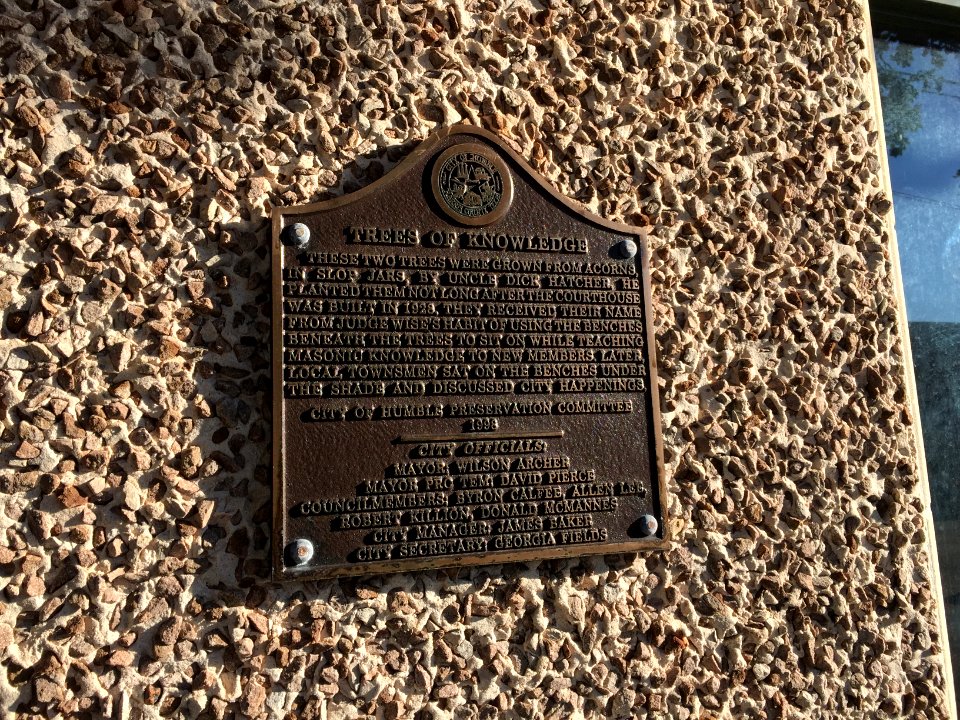 TREES OF KNOWLEDGE
THESE TWO TREES WERE GROWN FROM ACORNS,
IN SLOP JARS, BY UNCLE DICK HATCHER. HE
PLANTED THEM NOT LONG AFTER THE COURTHOUSE
WAS BUILT IN 1928. THEY RECEIVED THEIR NAME
FROM JUDGE WISE'S HABIT OF USING THE BENCHES
BENEATH THE TREES TO SIT ON WHILE TEACHING
MASONIC KNOWLEDGE TO NEW MEMBERS. LATER,
LOCAL TOWNSMEN SAT ON THE BENCHES UNDER
THE SHADE AND DISCUSSED CITY HAPPENINGS.
CITY OF HUMBLE PRESERVATION COMMITTEE
1998
CITY OFFICIALS:
MAYOR: WILSON ARCHER
MAYOR PRO TEM: DAVID PIERCE
COUNCILMEMBERS: BYRON CALFEE, ALLEN LEE,
ROBERT KILLION, DONALD MCMANNES
CITY MANAGER: JAMES BAKER
CITY SECRETARY: GEORGIA FIELDS